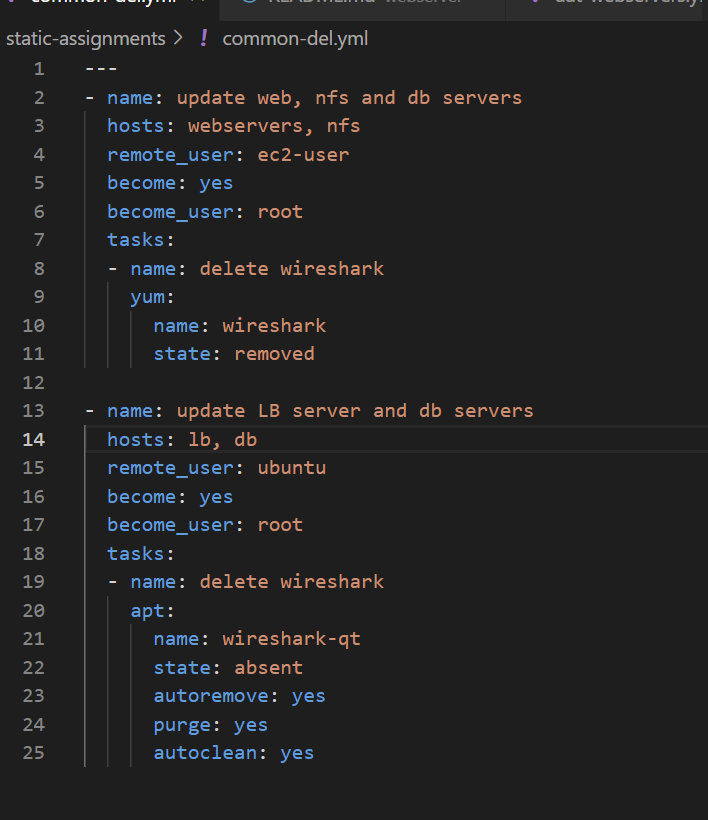 README.md webserver
static-assignments > ! common-del.yml
1 ---
2 - name: update web, nfs and db servers
3 hosts: webservers, nfs
4 remote_user: ec2-user
5 become: yes
6 become_user: root
7 tasks:
8 - name: delete wireshark
9 yum:
10 name: wireshark
11 state: removed
12
13 - name: update LB server and db servers
14 hosts: lb, db
15 remote_user: ubuntu
16 become: yes
17 become_user: root
18 tasks:
19 - name: delete wireshark
20 apt:
21 name: wireshark-qt
22 state: absent
23 autoremove: yes
24 purge: yes
25 autoclean: yes